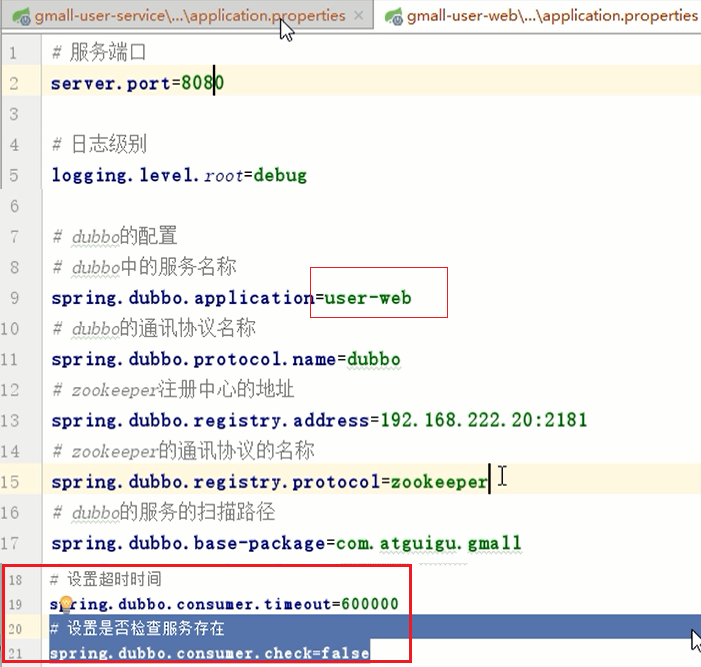 gmall-user-service\...\application.properties
gmall-user-web\...\application.properties
1 # 服务端口
2 server.port=8080
3
4 # 日志级别
5 logging.level.root=debug
6
7 # dubbo的配置
8 # dubbo中的服务名称
9 spring.dubbo.application=user-web
10 # dubbo的通讯协议名称
11 spring.dubbo.protocol.name=dubbo
12 # zookeeper注册中心的地址
13 spring.dubbo.registry.address=192.168.222.20:2181
14 # zookeeper的通讯协议的名称
15 spring.dubbo.registry.protocol=zookeeper
16 # dubbo的服务的扫描路径
17 spring.dubbo.base-package=com.atguigu.gmall
18 # 设置超时时间
19 spring.dubbo.consumer.timeout=600000
20 # 设置是否检查服务存在
21 spring.dubbo.consumer.check=false